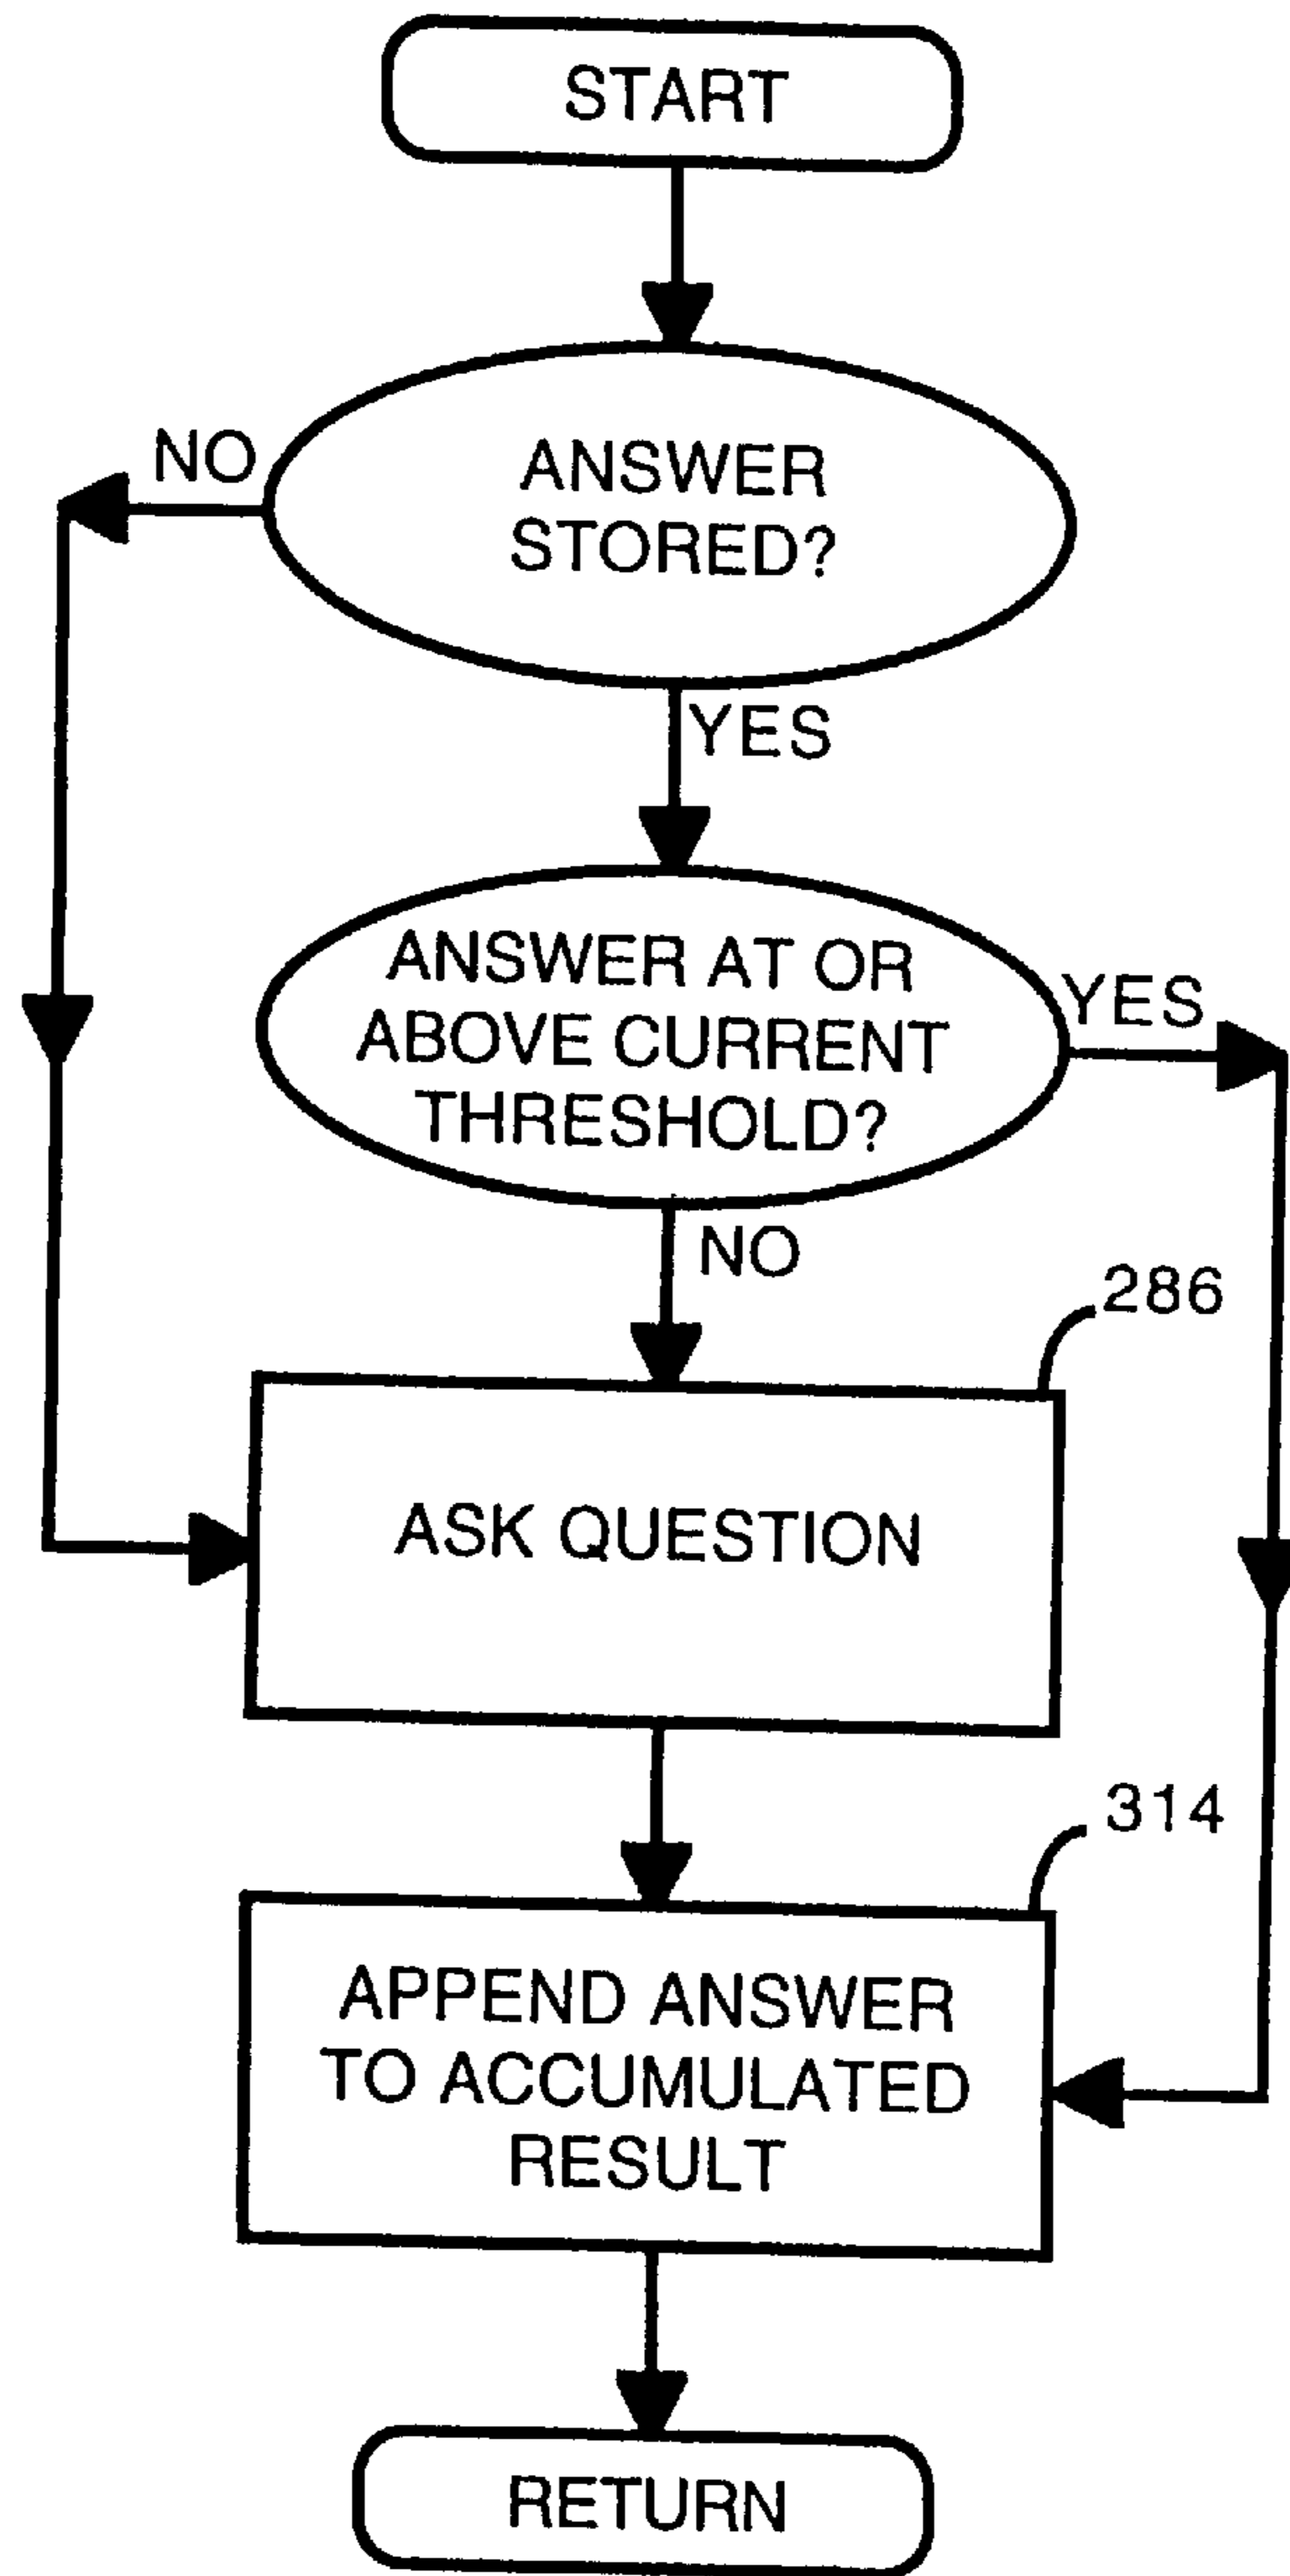 START
NO
ANSWER
STORED?
YES
ANSWER AT OR
ABOVE CURRENT
THRESHOLD?
YES
NO
286
ASK QUESTION
314
APPEND ANSWER
TO ACCUMULATED
RESULT
RETURN